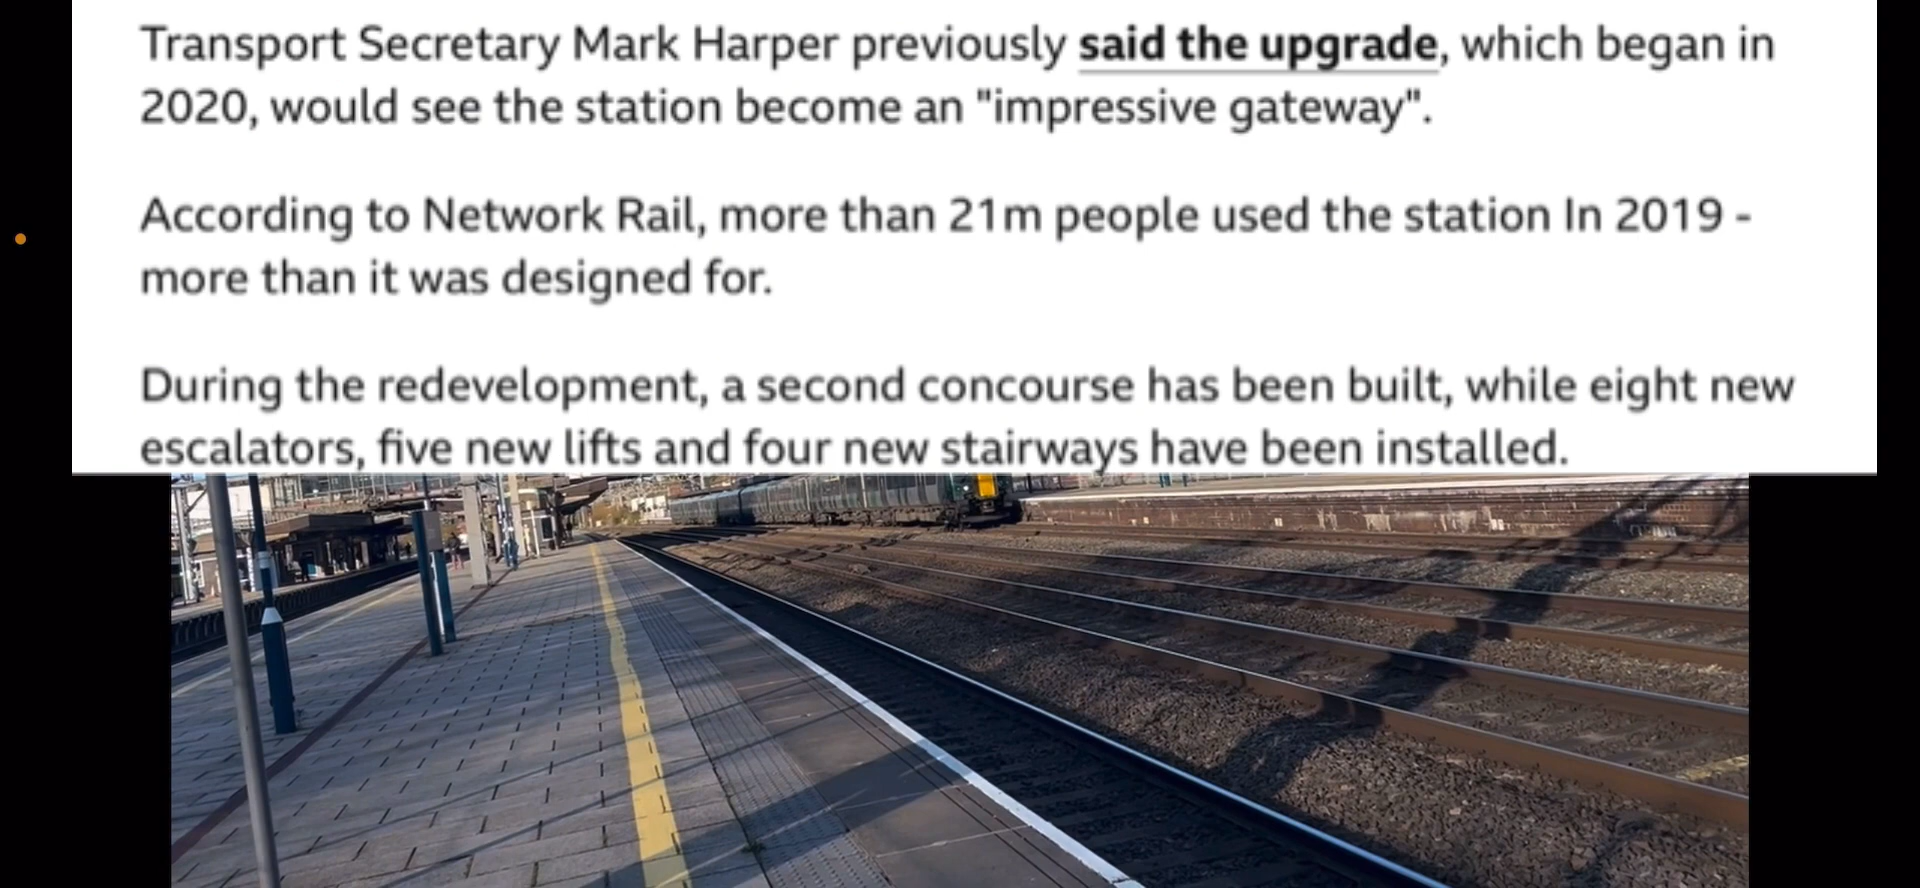 Transport Secretary Mark Harper previously said the upgrade, which began in
2020, would see the station become an "impressive gateway".
According to Network Rail, more than 21m people used the station In 2019 -
more than it was designed for.
During the redevelopment, a second concourse has been built, while eight new
escalators, five new lifts and four new stairways have been installed.